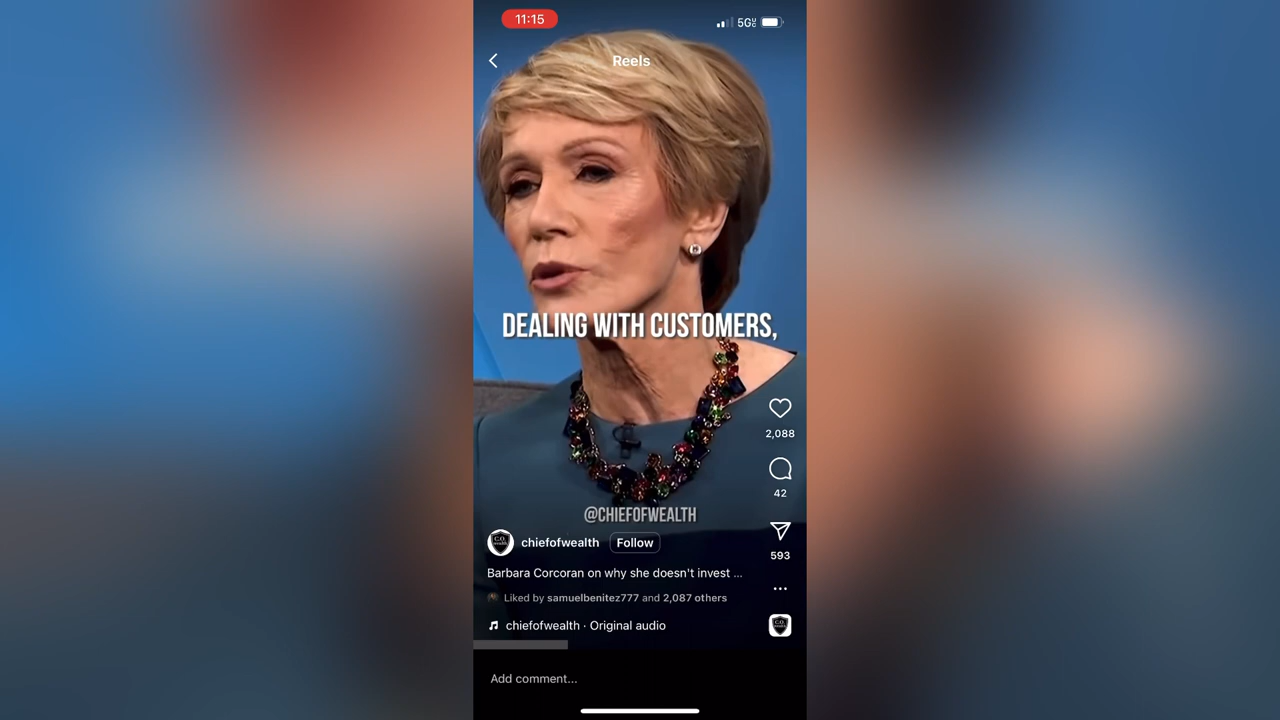 11:15
5G
Reels
DEALING WITH CUSTOMERS,
2,088
42
@CHIEFOFWEALTH
chiefofwealth
Follow
593
Barbara Corcoran on why she doesn't invest ...
Liked by samuelbenitez777 and 2,087 others
chiefofwealth · Original audio
Add comment...